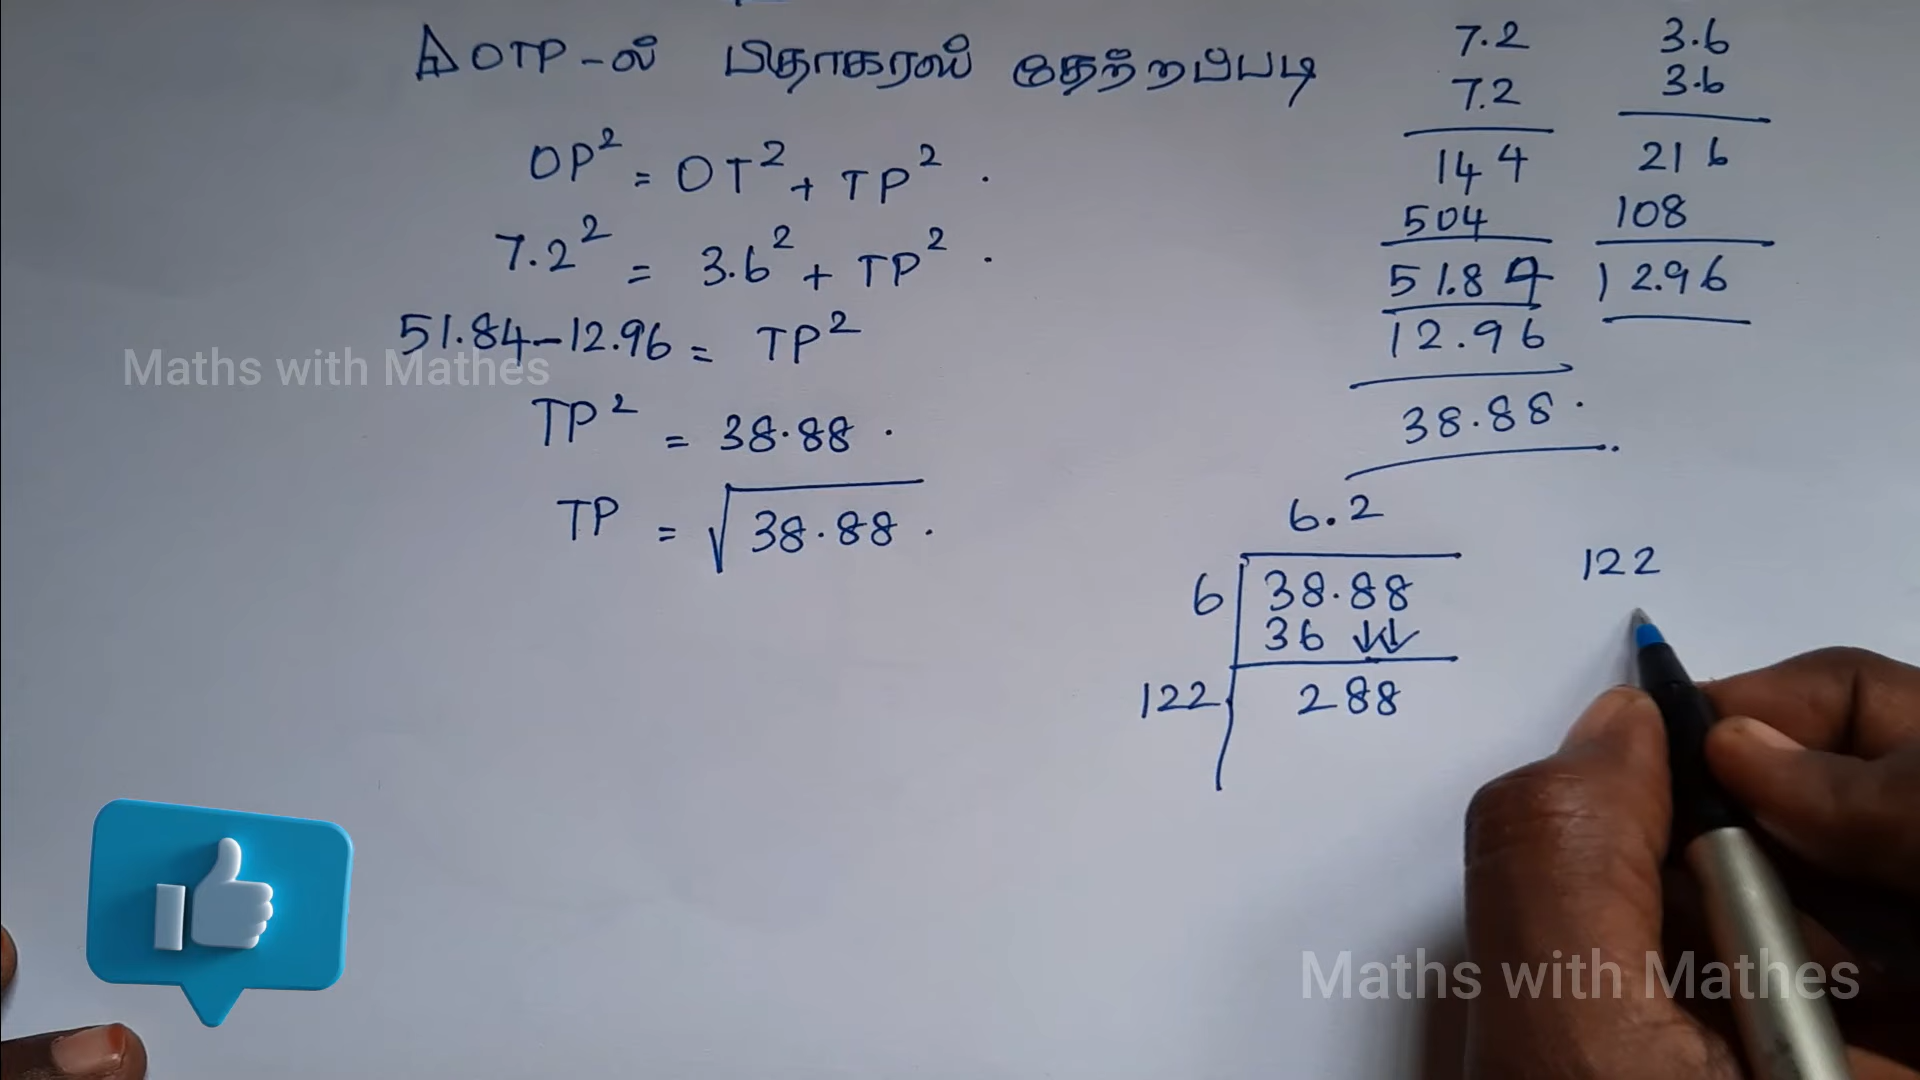 △OTP-ல் பிதாகரஸ் தேற்றப்படி
OP² = OT² + TP².
7.2² = 3.6² + TP².
51.84-12.96 = TP²
TP² = 38.88.
TP = √38.88.
7.2
7.2
144
504
51.84
12.96
38.88.
3.6
3.6
216
108
12.96
6.2
6 38.88
36 ↓↓
122 288
122
Maths with Mathes
Maths with Mathes